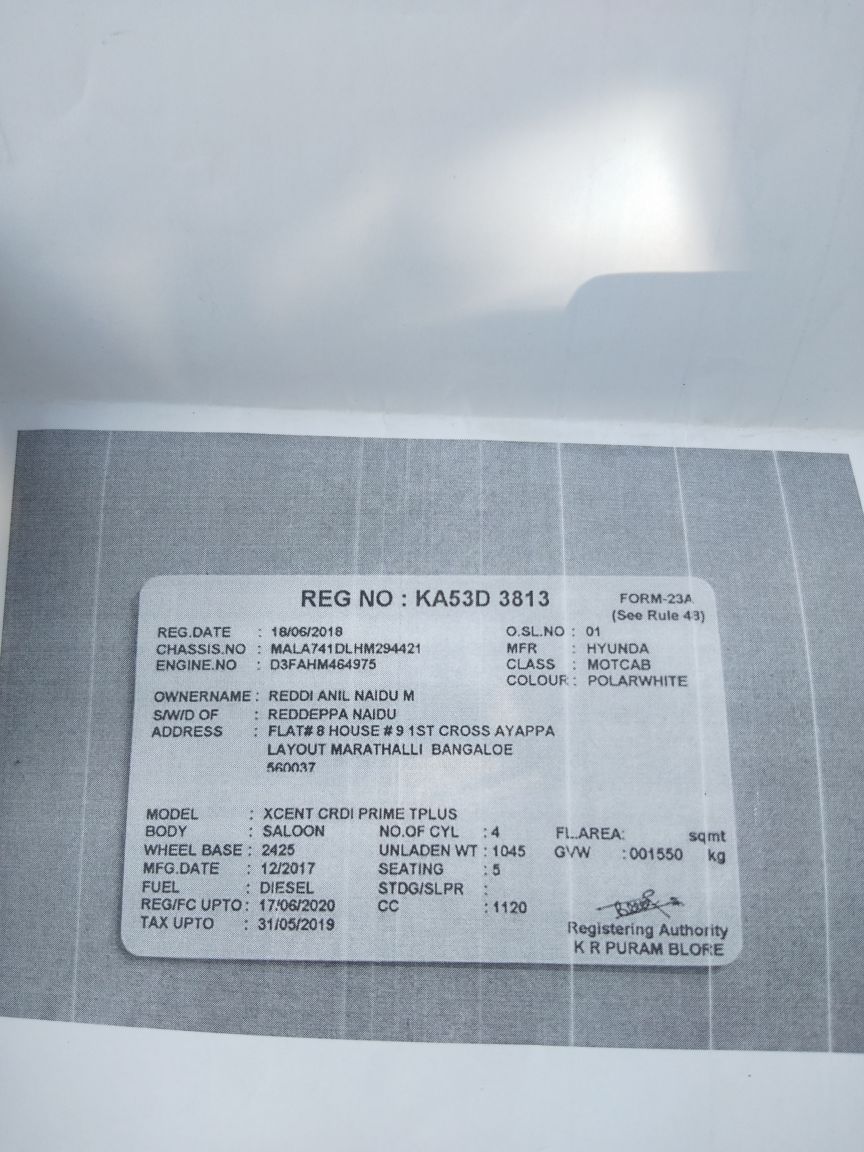 REG NO : KA53D 3813
FORM-23A
(See Rule 43)
REG.DATE : 18/06/2018 O.SL.NO : 01
CHASSIS.NO : MALA741DLHM294421 MFR : HYUNDA
ENGINE.NO : D3FAHM464975 CLASS : MOTCAB
COLOUR : POLARWHITE
OWNERNAME : REDDI ANIL NAIDU M
S/W/D OF : REDDEPPA NAIDU
ADDRESS : FLAT# 8 HOUSE # 9 1ST CROSS AYAPPA
LAYOUT MARATHALLI BANGALOE
560037
MODEL : XCENT CRDI PRIME TPLUS
BODY : SALOON NO.OF CYL : 4 FL.AREA: sqmt
WHEEL BASE : 2425 UNLADEN WT : 1045 GVW : 001550 kg
MFG.DATE : 12/2017 SEATING : 5
FUEL : DIESEL STDG/SLPR :
REG/FC UPTO : 17/06/2020 CC : 1120
TAX UPTO : 31/05/2019
Registering Authority
K R PURAM BLORE